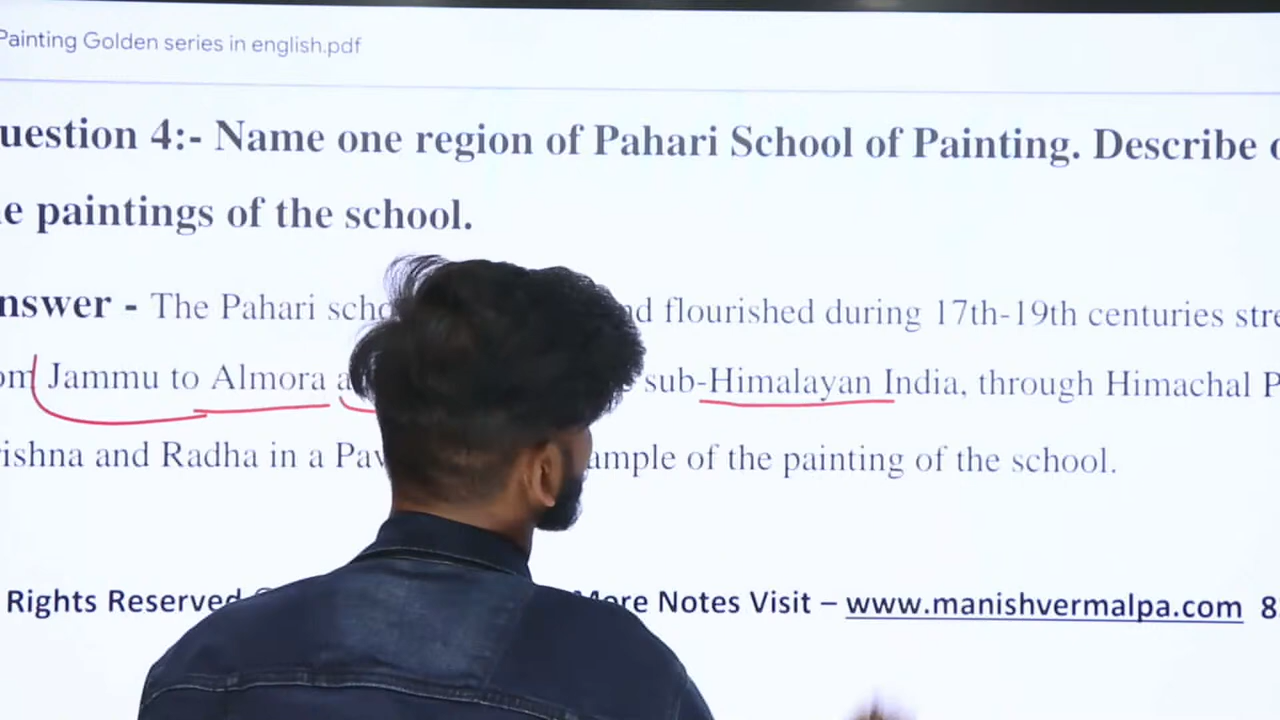 Painting Golden series in english.pdf
uestion 4:- Name one region of Pahari School of Painting. Describe
e paintings of the school.
nswer - The Pahari scho d flourished during 17th-19th centuries stre
om Jammu to Almora a sub-Himalayan India, through Himachal P
ishna and Radha in a Pav ample of the painting of the school.
Rights Reserved More Notes Visit – www.manishvermalpa.com 8